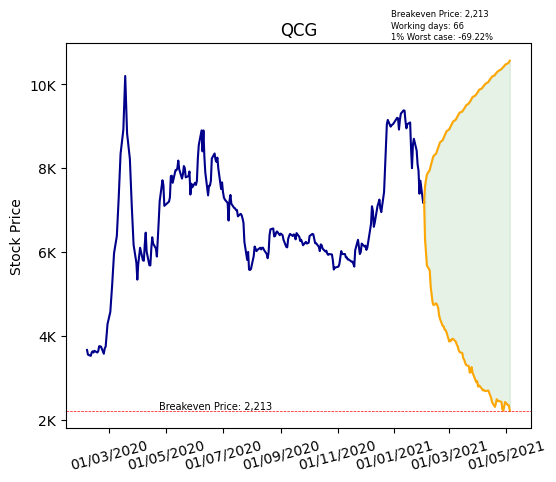 Breakeven Price: 2,213
Working days: 66
1% Worst case: -69.22%
QCG
Stock Price
10K
8K
6K
4K
2K
Breakeven Price: 2,213
01/03/2020
01/05/2020
01/07/2020
01/09/2020
01/11/2020
01/01/2021
01/03/2021
01/05/2021